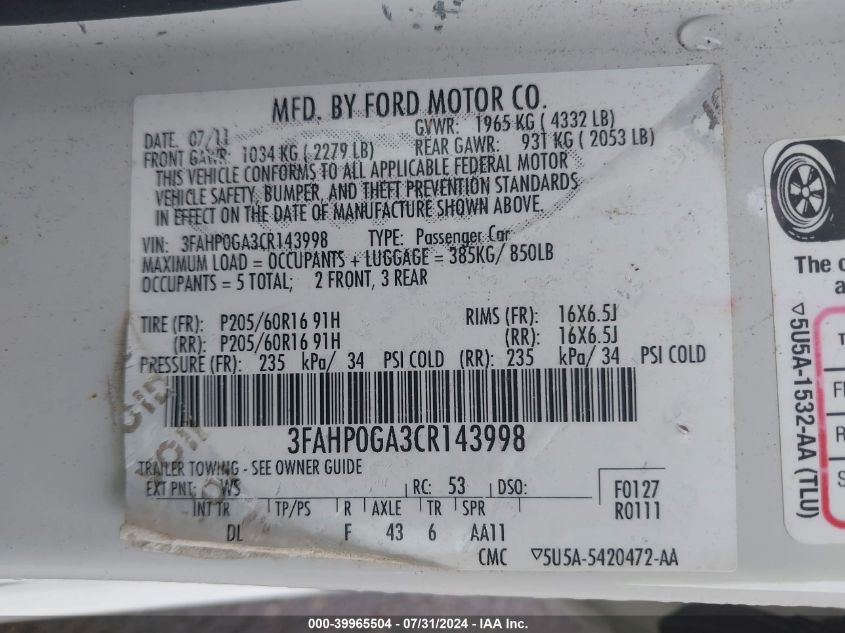 MFD. BY FORD MOTOR CO.
DATE. 07/11 GVWR: 1965 KG ( 4332 LB)
FRONT GAWR: 1034 KG ( 2279 LB) REAR GAWR: 931 KG ( 2053 LB)
THIS VEHICLE CONFORMS TO ALL APPLICABLE FEDERAL MOTOR
VEHICLE SAFETY, BUMPER, AND THEFT PREVENTION STANDARDS
IN EFFECT ON THE DATE OF MANUFACTURE SHOWN ABOVE.
VIN: 3FAHP0GA3CR143998 TYPE: Passenger Car
MAXIMUM LOAD = OCCUPANTS + LUGGAGE = 385KG/ 850LB
OCCUPANTS = 5 TOTAL; 2 FRONT, 3 REAR
TIRE (FR): P205/60R16 91H RIMS (FR): 16X6.5J
(RR): P205/60R16 91H (RR): 16X6.5J
PRESSURE (FR): 235 kPa/ 34 PSI COLD (RR): 235 kPa/ 34 PSI COLD
3FAHP0GA3CR143998
TRAILER TOWING - SEE OWNER GUIDE
EXT PNT: WS RC: 53 DSO: F0127
INT TR TP/PS R AXLE TR SPR R0111
DL F 43 6 AA11
CMC ▽5U5A-5420472-AA
The
▽5U5A-1532-AA (TLU)
000-39965504 - 07/31/2024 - IAA Inc.